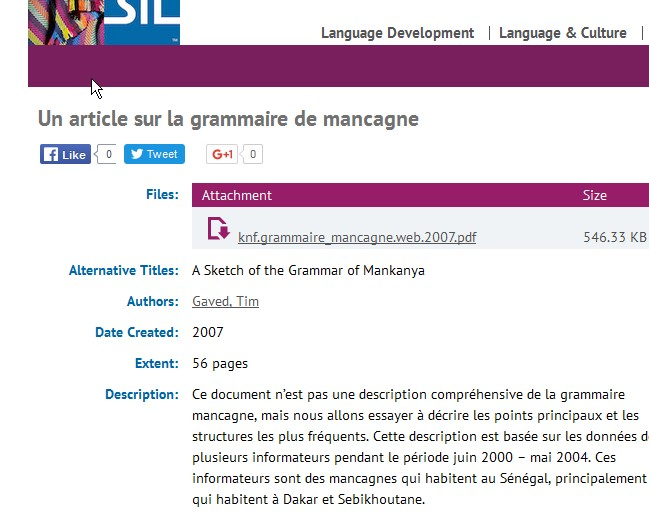 SIL
Language Development | Language & Culture |
Un article sur la grammaire de mancagne
Like 0 Tweet G+1 0
Files: Attachment Size
knf.grammaire_mancagne.web.2007.pdf 546.33 KB
Alternative Titles: A Sketch of the Grammar of Mankanya
Authors: Gaved, Tim
Date Created: 2007
Extent: 56 pages
Description: Ce document n’est pas une description compréhensive de la grammaire
mancagne, mais nous allons essayer à décrire les points principaux et les
structures les plus fréquents. Cette description est basée sur les données
plusieurs informateurs pendant le période juin 2000 – mai 2004. Ces
informateurs sont des mancagnes qui habitent au Sénégal, principalement
qui habitent à Dakar et Sebikhoutane.